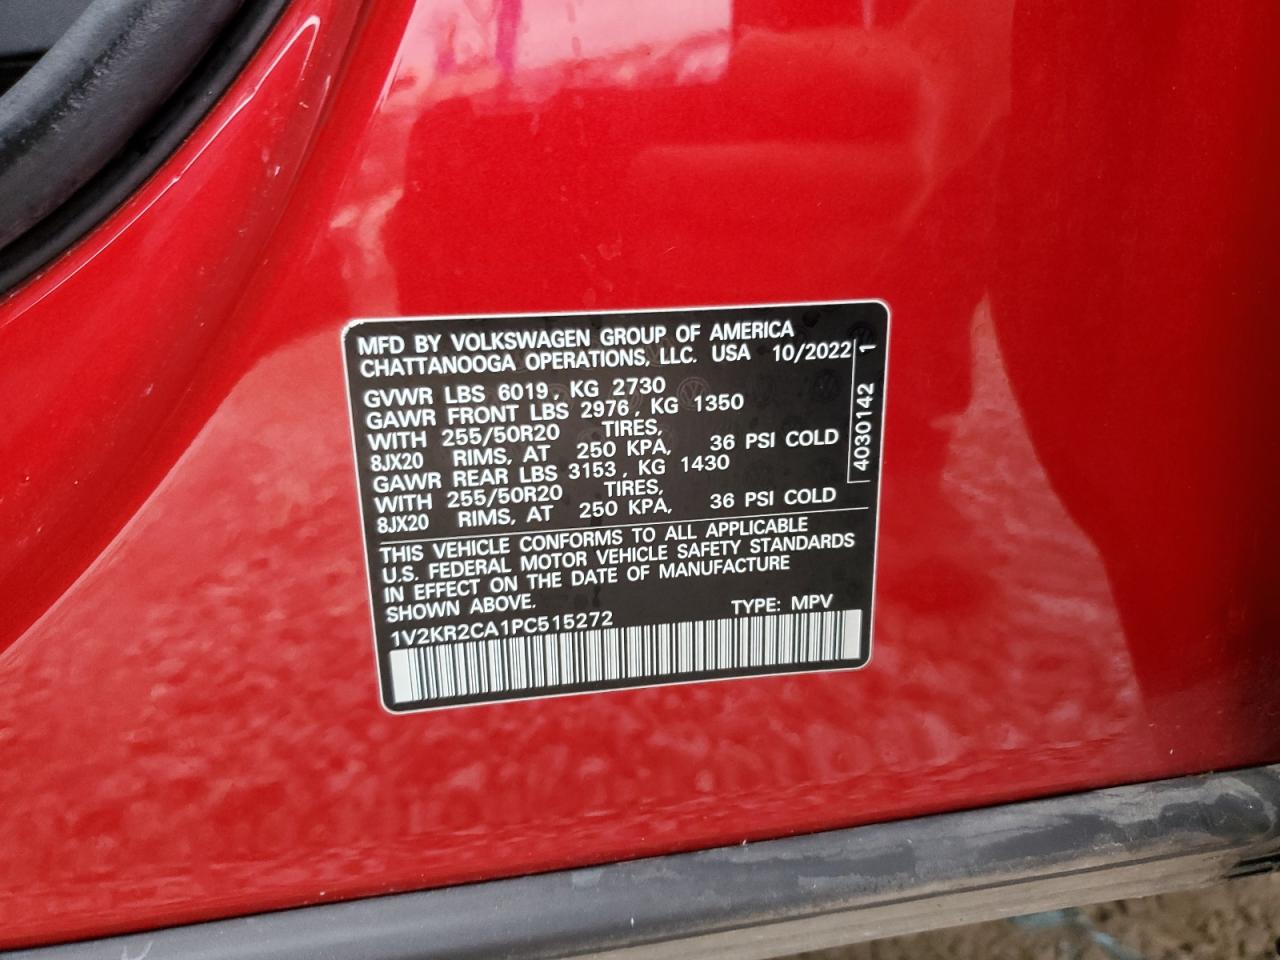 MFD BY VOLKSWAGEN GROUP OF AMERICA
CHATTANOOGA OPERATIONS, LLC. USA 10/2022
GVWR LBS 6019, KG 2730
GAWR FRONT LBS 2976, KG 1350
WITH 255/50R20 TIRES,
8JX20 RIMS, AT 250 KPA, 36 PSI COLD
GAWR REAR LBS 3153, KG 1430
WITH 255/50R20 TIRES,
8JX20 RIMS, AT 250 KPA, 36 PSI COLD
4030142 1
THIS VEHICLE CONFORMS TO ALL APPLICABLE
U.S. FEDERAL MOTOR VEHICLE SAFETY STANDARDS
IN EFFECT ON THE DATE OF MANUFACTURE
SHOWN ABOVE.
1V2KR2CA1PC515272 TYPE: MPV